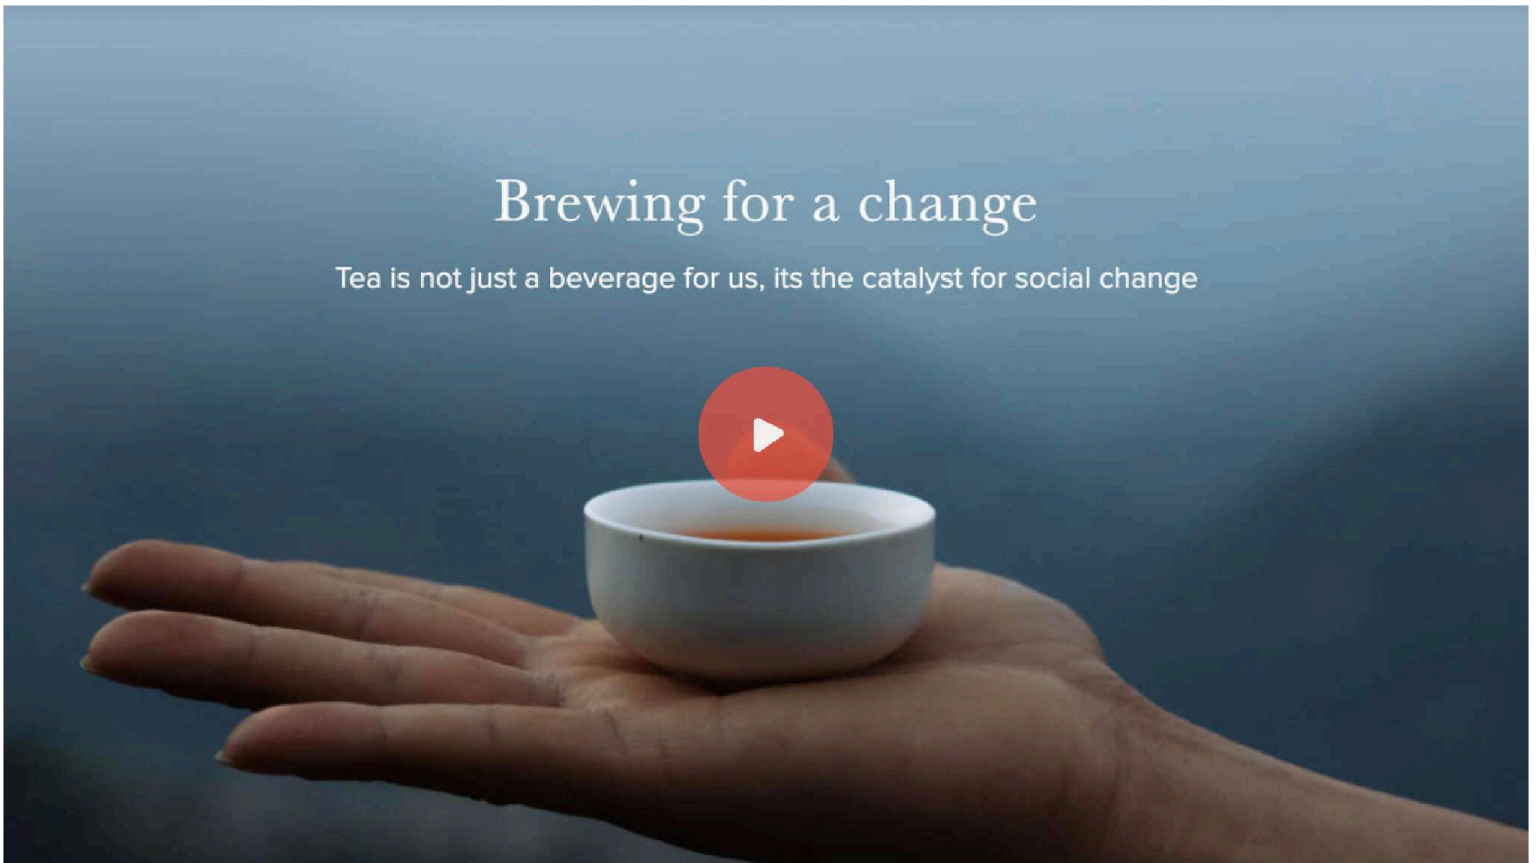 Brewing for a change
Tea is not just a beverage for us, its the catalyst for social change